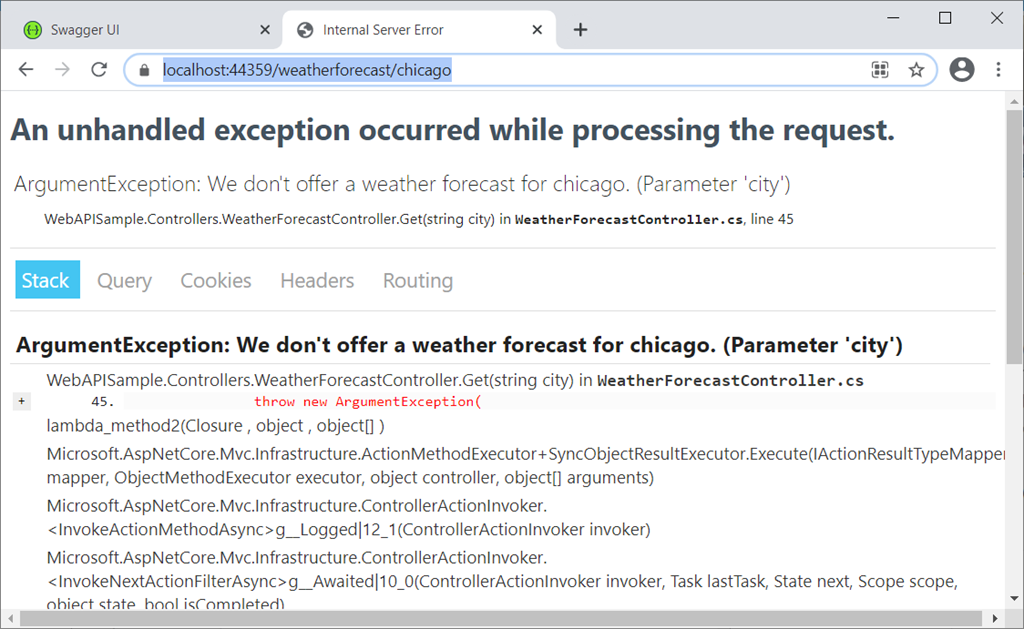 Swagger UI
Internal Server Error
localhost:44359/weatherforecast/chicago
An unhandled exception occurred while processing the request.
ArgumentException: We don't offer a weather forecast for chicago. (Parameter 'city')
WebAPISample.Controllers.WeatherForecastController.Get(string city) in WeatherForecastController.cs, line 45
Stack Query Cookies Headers Routing
ArgumentException: We don't offer a weather forecast for chicago. (Parameter 'city')
WebAPISample.Controllers.WeatherForecastController.Get(string city) in WeatherForecastController.cs
+ 45. throw new ArgumentException(
lambda_method2(Closure , object , object[] )
Microsoft.AspNetCore.Mvc.Infrastructure.ActionMethodExecutor+SyncObjectResultExecutor.Execute(IActionResultTypeMapper
mapper, ObjectMethodExecutor executor, object controller, object[] arguments)
Microsoft.AspNetCore.Mvc.Infrastructure.ControllerActionInvoker.
<InvokeActionMethodAsync>g__Logged|12_1(ControllerActionInvoker invoker)
Microsoft.AspNetCore.Mvc.Infrastructure.ControllerActionInvoker.
<InvokeNextActionFilterAsync>g__Awaited|10_0(ControllerActionInvoker invoker, Task lastTask, State next, Scope scope,
object state, bool isCompleted)